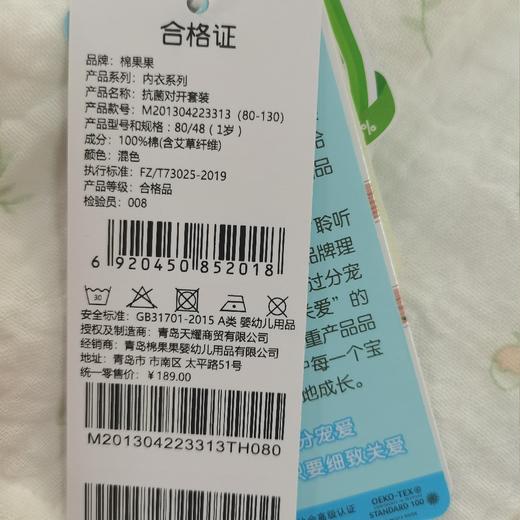 合格证
品牌：棉果果
产品系列：内衣系列
产品名称：抗菌对开套装
产品款号：M201304223313（80-130）
产品型号和规格：80/48（1岁）
成分：100%棉(含艾草纤维)
颜色：混色
执行标准：FZ/T73025-2019
产品等级：合格品
检验员：008
6 920450 852018
30
安全标准：GB31701-2015 A类 婴幼儿用品
授权及制造商：青岛天耀商贸有限公司
经销商：青岛棉果果婴幼儿用品有限公司
地址：青岛市 市南区 太平路51号
统一零售价：￥189.00
M201304223313TH080
%
品
聆听
品牌理
过分宠
关爱”的
重产品品
每一个宝
地成长。
分宠爱
只要细致关爱
高级认证
OEKO-TEX®
STANDARD 100